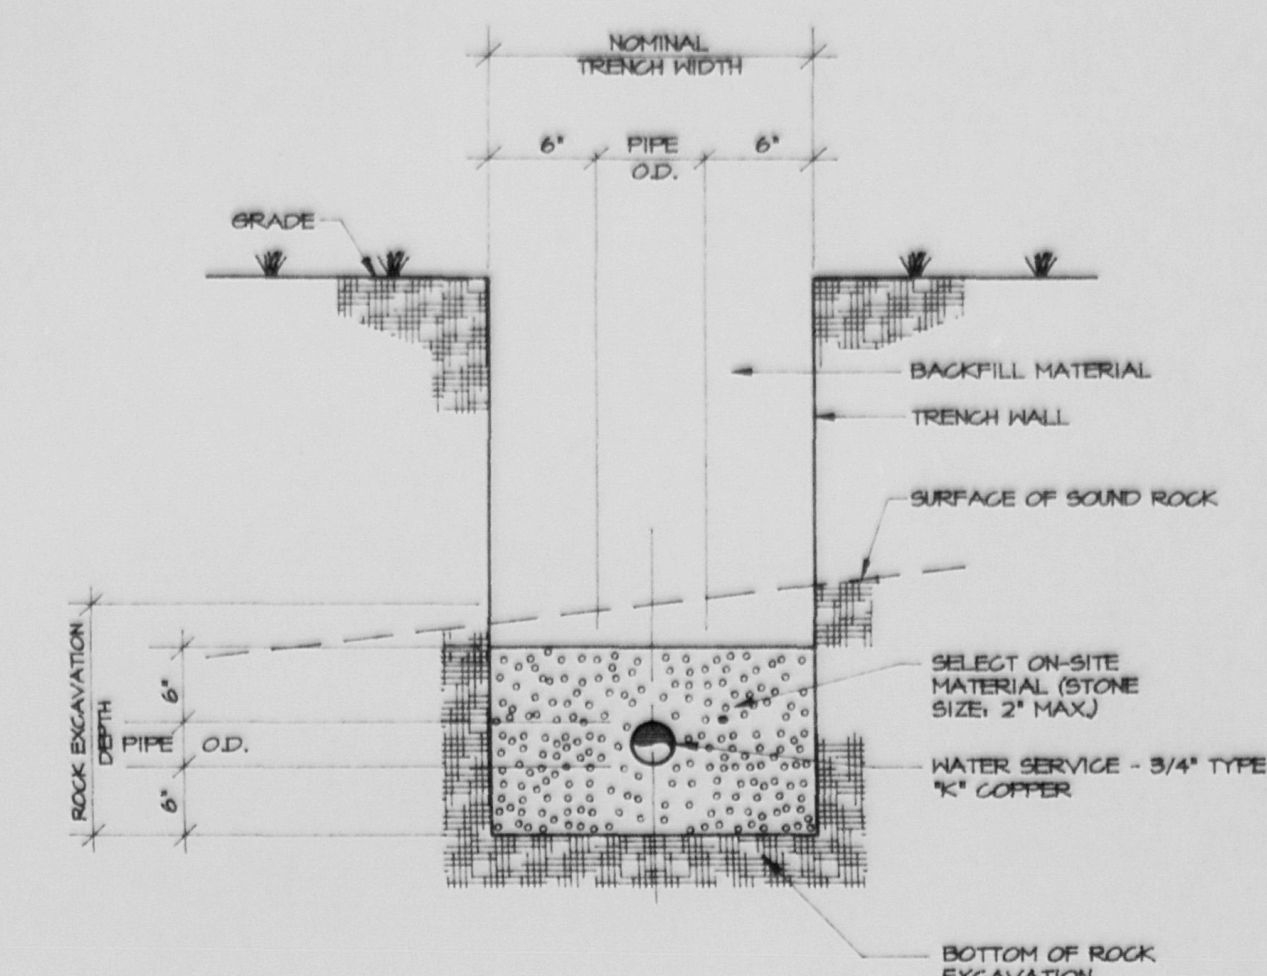 NOMINAL
TRENCH WIDTH
6" PIPE 6"
O.D.
GRADE
BACKFILL MATERIAL
TRENCH WALL
SURFACE OF SOUND ROCK
ROCK EXCAVATION
DEPTH
6"
PIPE O.D.
6"
SELECT ON-SITE
MATERIAL (STONE
SIZE: 2" MAX.)
WATER SERVICE - 3/4" TYPE
"K" COPPER
BOTTOM OF ROCK
EXCAVATION